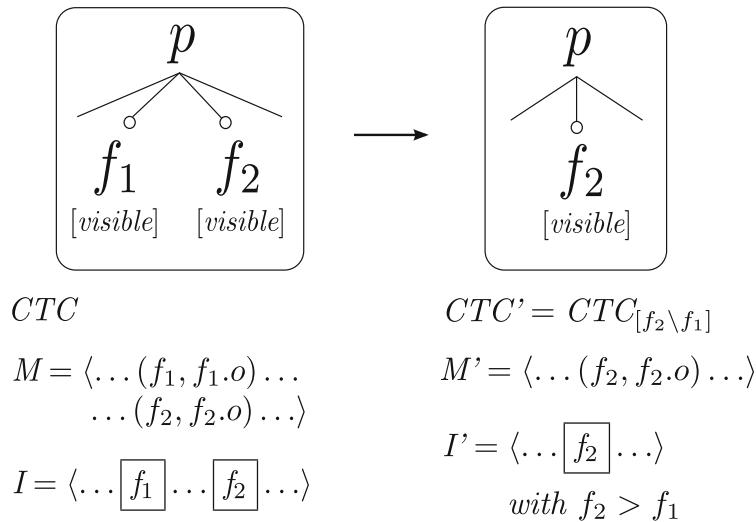 p
f₁ f₂
[visible] [visible]
CTC
M = ⟨... (f₁, f₁.o) ...
... (f₂, f₂.o) ...⟩
I = ⟨... f₁ ... f₂ ...⟩
p
f₂
[visible]
CTC' = CTC[f₂\f₁]
M' = ⟨... (f₂, f₂.o) ...⟩
I' = ⟨... f₂ ...⟩
with f₂ > f₁